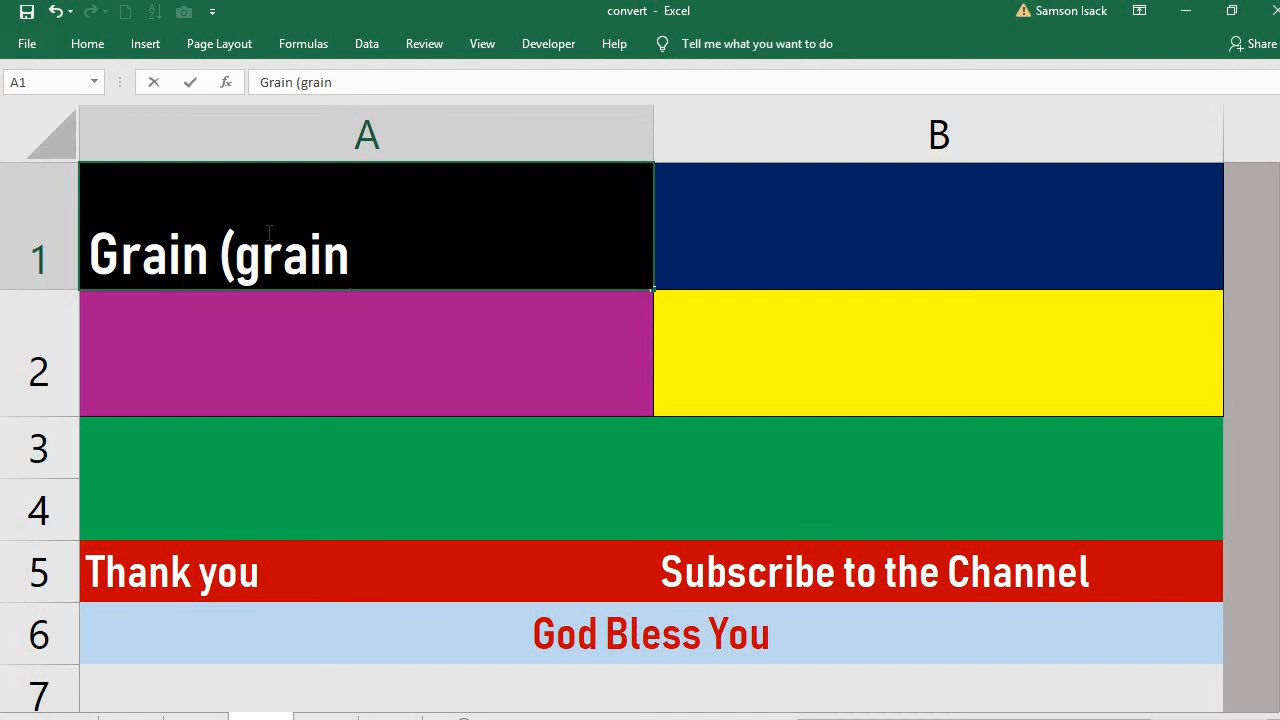 convert - Excel
Samson Isack
File Home Insert Page Layout Formulas Data Review View Developer Help Tell me what you want to do Share
A1 fx Grain (grain
A B
1 Grain (grain
2
3
4
5 Thank you Subscribe to the Channel
6 God Bless You
7